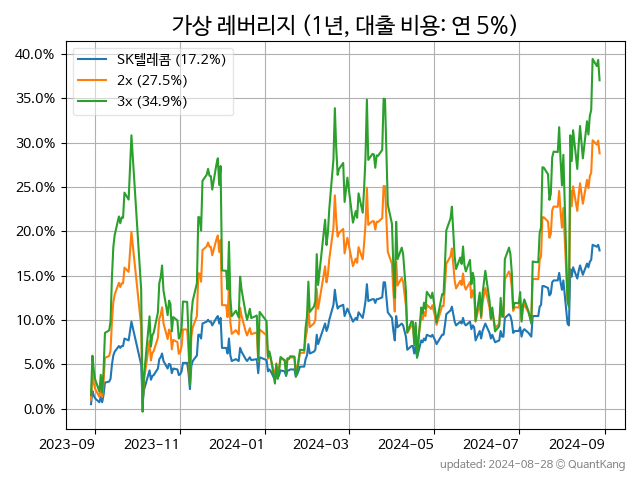 가상 레버리지 (1년, 대출 비용: 연 5%)
40.0%
35.0%
30.0%
25.0%
20.0%
15.0%
10.0%
5.0%
0.0%
SK텔레콤 (17.2%)
2x (27.5%)
3x (34.9%)
2023-09 2023-11 2024-01 2024-03 2024-05 2024-07 2024-09
updated: 2024-08-28 © QuantKang